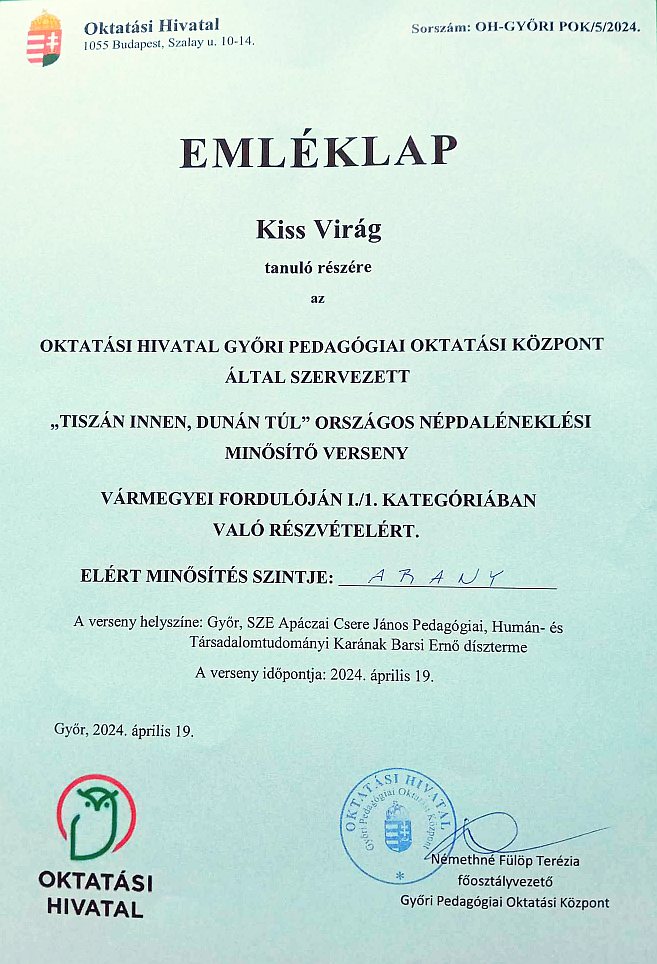 Oktatási Hivatal
1055 Budapest, Szalay u. 10-14.
Sorszám: OH-GYŐRI POK/5/2024.
EMLÉKLAP
Kiss Virág
tanuló részére
az
OKTATÁSI HIVATAL GYŐRI PEDAGÓGIAI OKTATÁSI KÖZPONT
ÁLTAL SZERVEZETT
„TISZÁN INNEN, DUNÁN TÚL” ORSZÁGOS NÉPDALÉNEKLÉSI
MINŐSÍTŐ VERSENY
VÁRMEGYEI FORDULÓJÁN I./1. KATEGÓRIÁBAN
VALÓ RÉSZVÉTELÉRT.
ELÉRT MINŐSÍTÉS SZINTJE: ARANY
A verseny helyszíne: Győr, SZE Apáczai Csere János Pedagógiai, Humán- és
Társadalomtudományi Karának Barsi Ernő díszterme
A verseny időpontja: 2024. április 19.
Győr, 2024. április 19.
OKTATÁSI
HIVATAL
OKTATÁSI HIVATAL
Győri Pedagógiai Oktatási Központ
Némethné Fülöp Terézia
főosztályvezető
Győri Pedagógiai Oktatási Központ